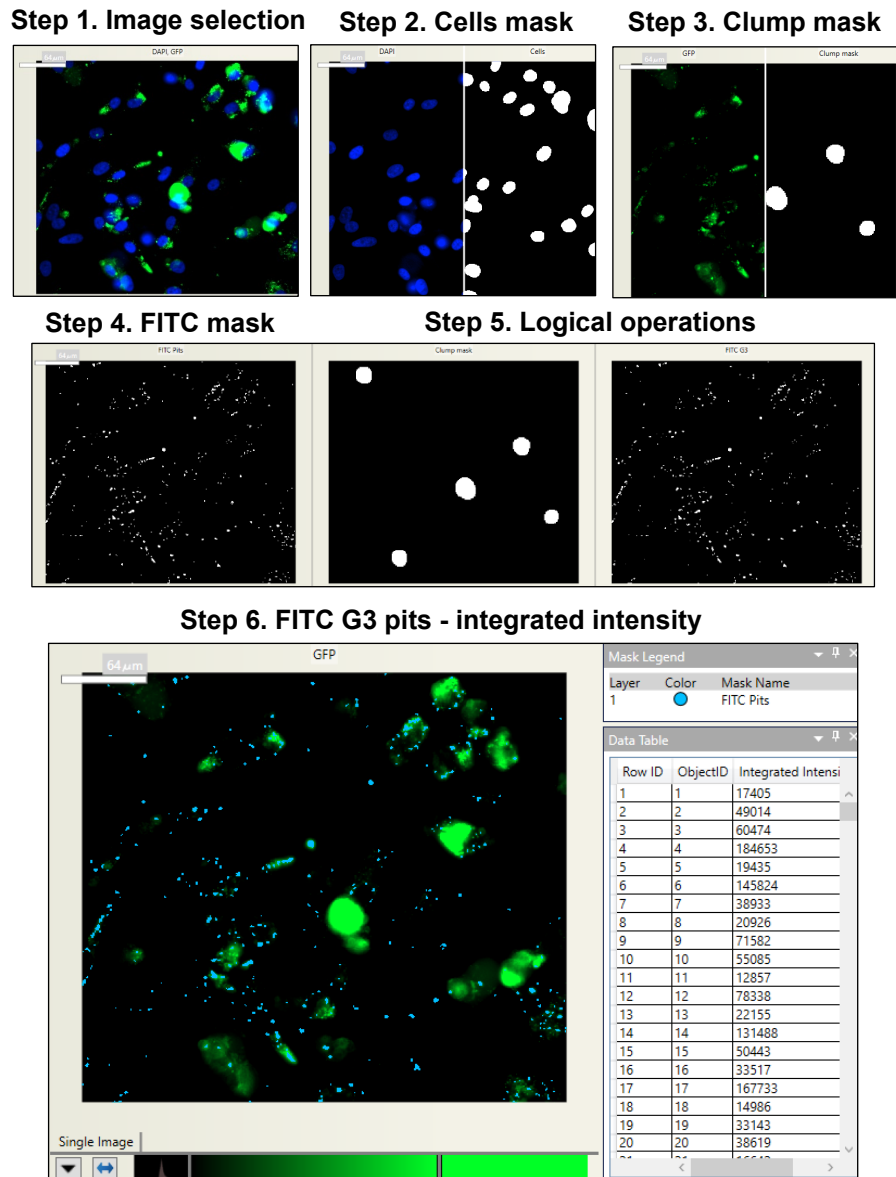 Step 1. Image selection
Step 2. Cells mask
Step 3. Clump mask
DAPI, GFP
64μm
DAPI
Cells
64μm
GFP
Clump mask
64μm
Step 4. FITC mask
Step 5. Logical operations
FITC Pits
64μm
Clump mask
FITC G3
Step 6. FITC G3 pits - integrated intensity
GFP
64μm
Mask Legend
Layer Color Mask Name
1 FITC Pits
Data Table
Row ID ObjectID Integrated Intensi
1 1 17405
2 2 49014
3 3 60474
4 4 184653
5 5 19435
6 6 145824
7 7 38933
8 8 20926
9 9 71582
10 10 55085
11 11 12857
12 12 78338
13 13 22155
14 14 131488
15 15 50443
16 16 33517
17 17 167733
18 18 14986
19 19 33143
20 20 38619
Single Image